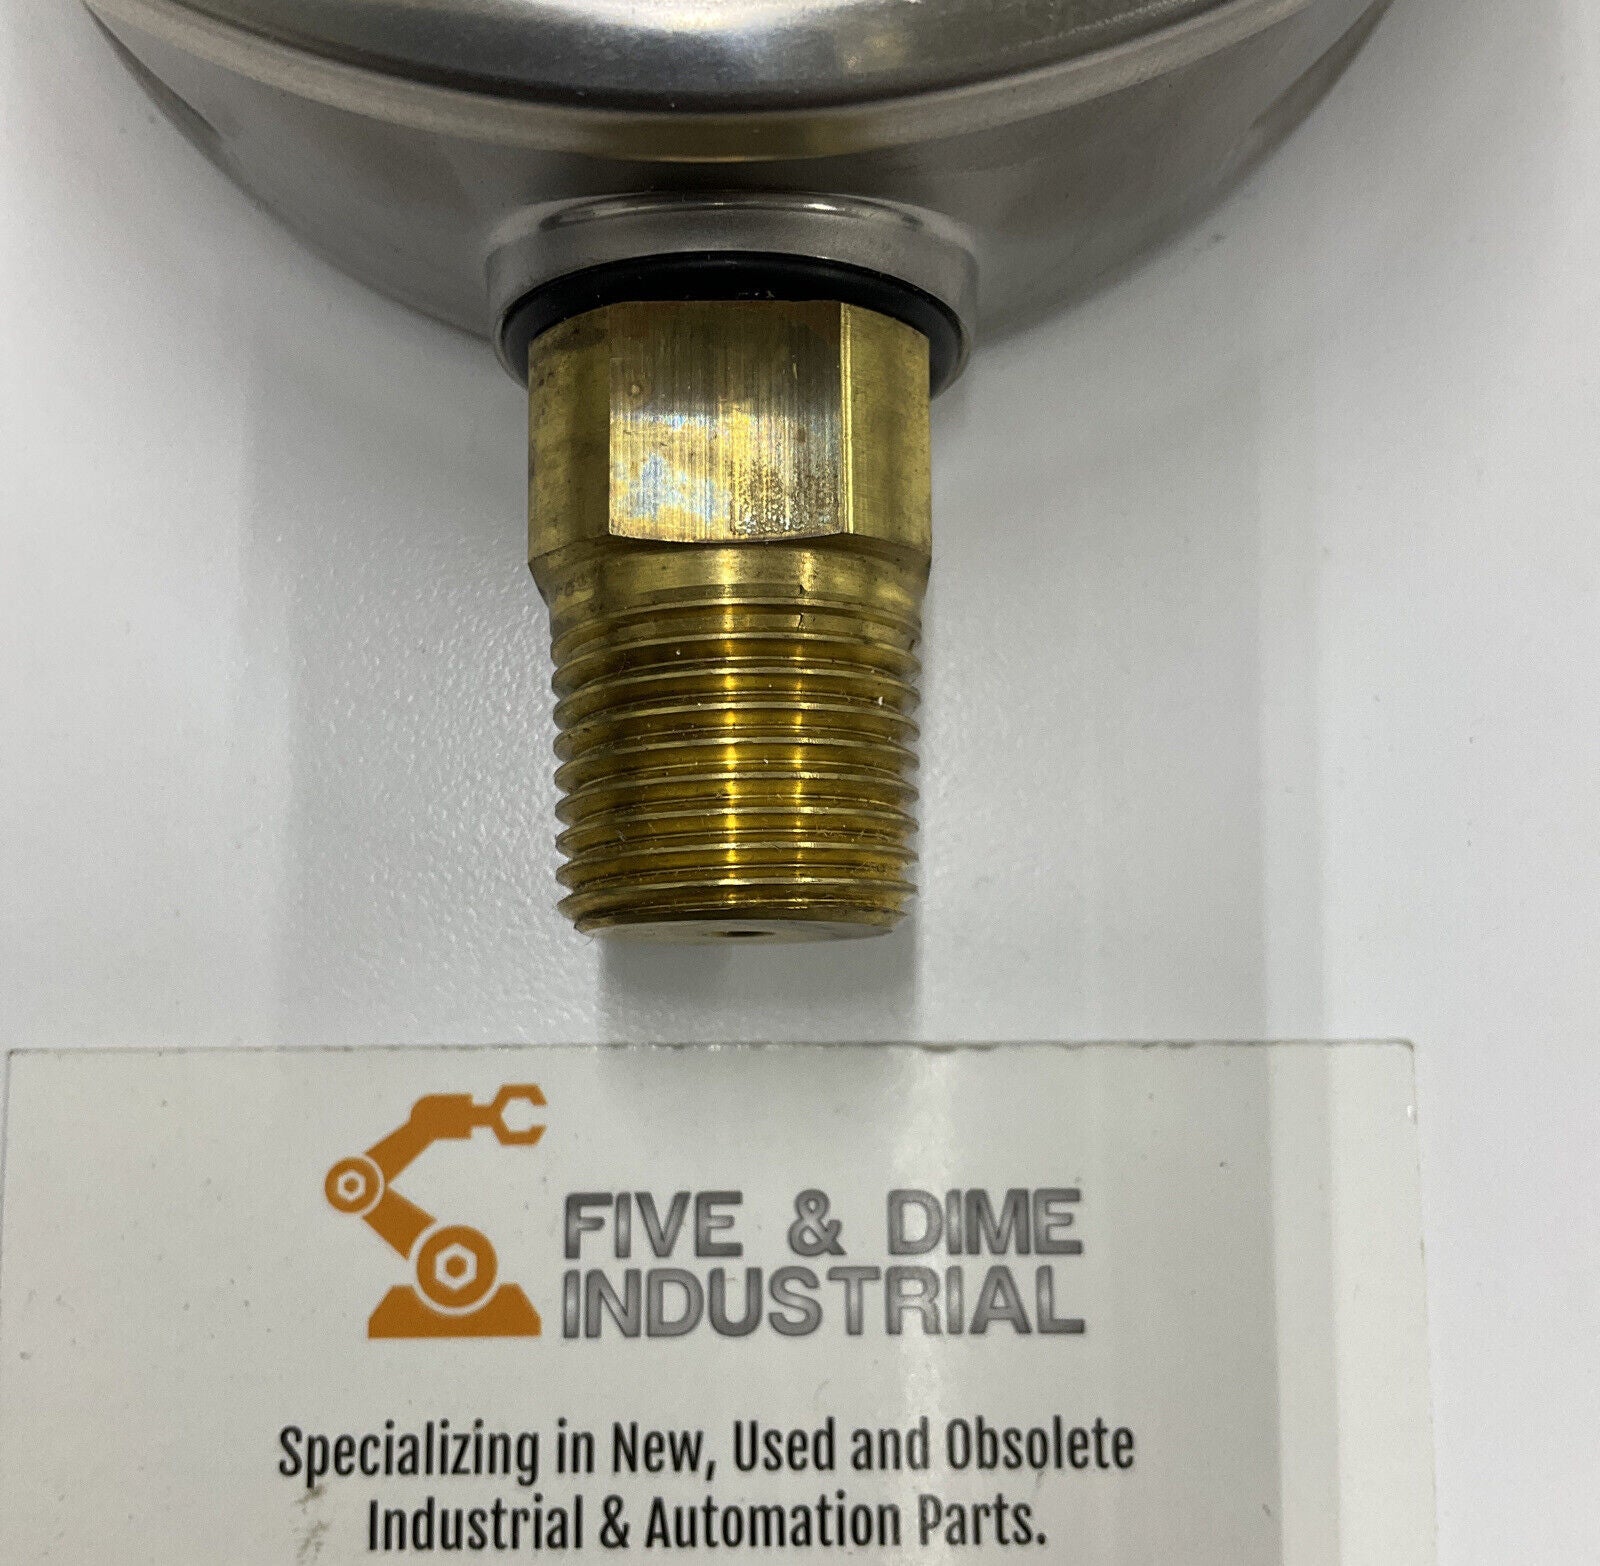 FIVE & DIME
INDUSTRIAL
Specializing in New, Used and Obsolete
Industrial & Automation Parts.